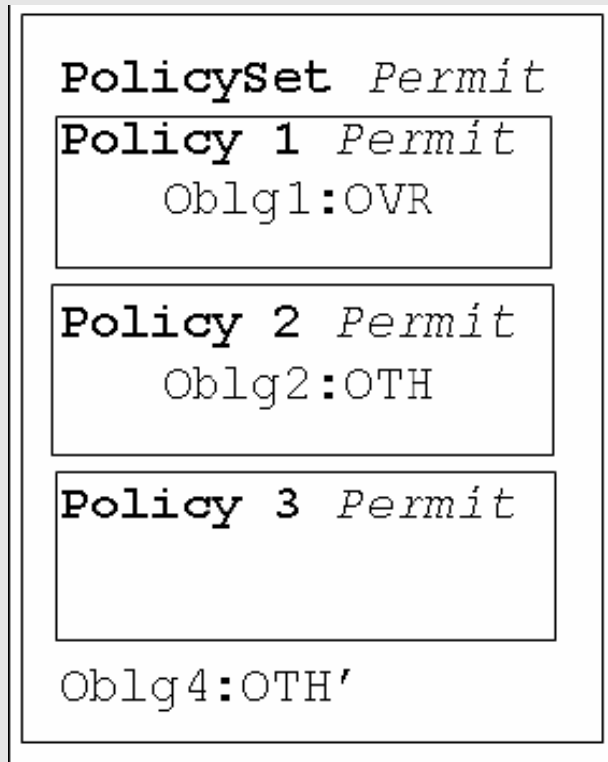 PolicySet Permit
Policy 1 Permit
Oblg1:OVR
Policy 2 Permit
Oblg2:OTH
Policy 3 Permit
Oblg4:OTH’